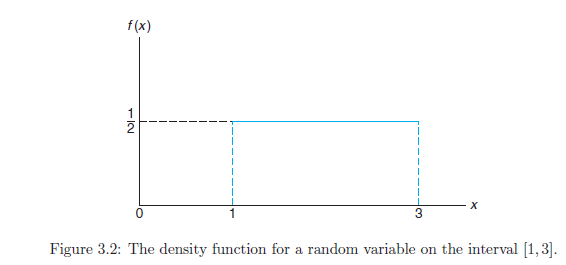 f(x)
1
2
x
0
1
3
Figure 3.2: The density function for a random variable on the interval [1, 3].